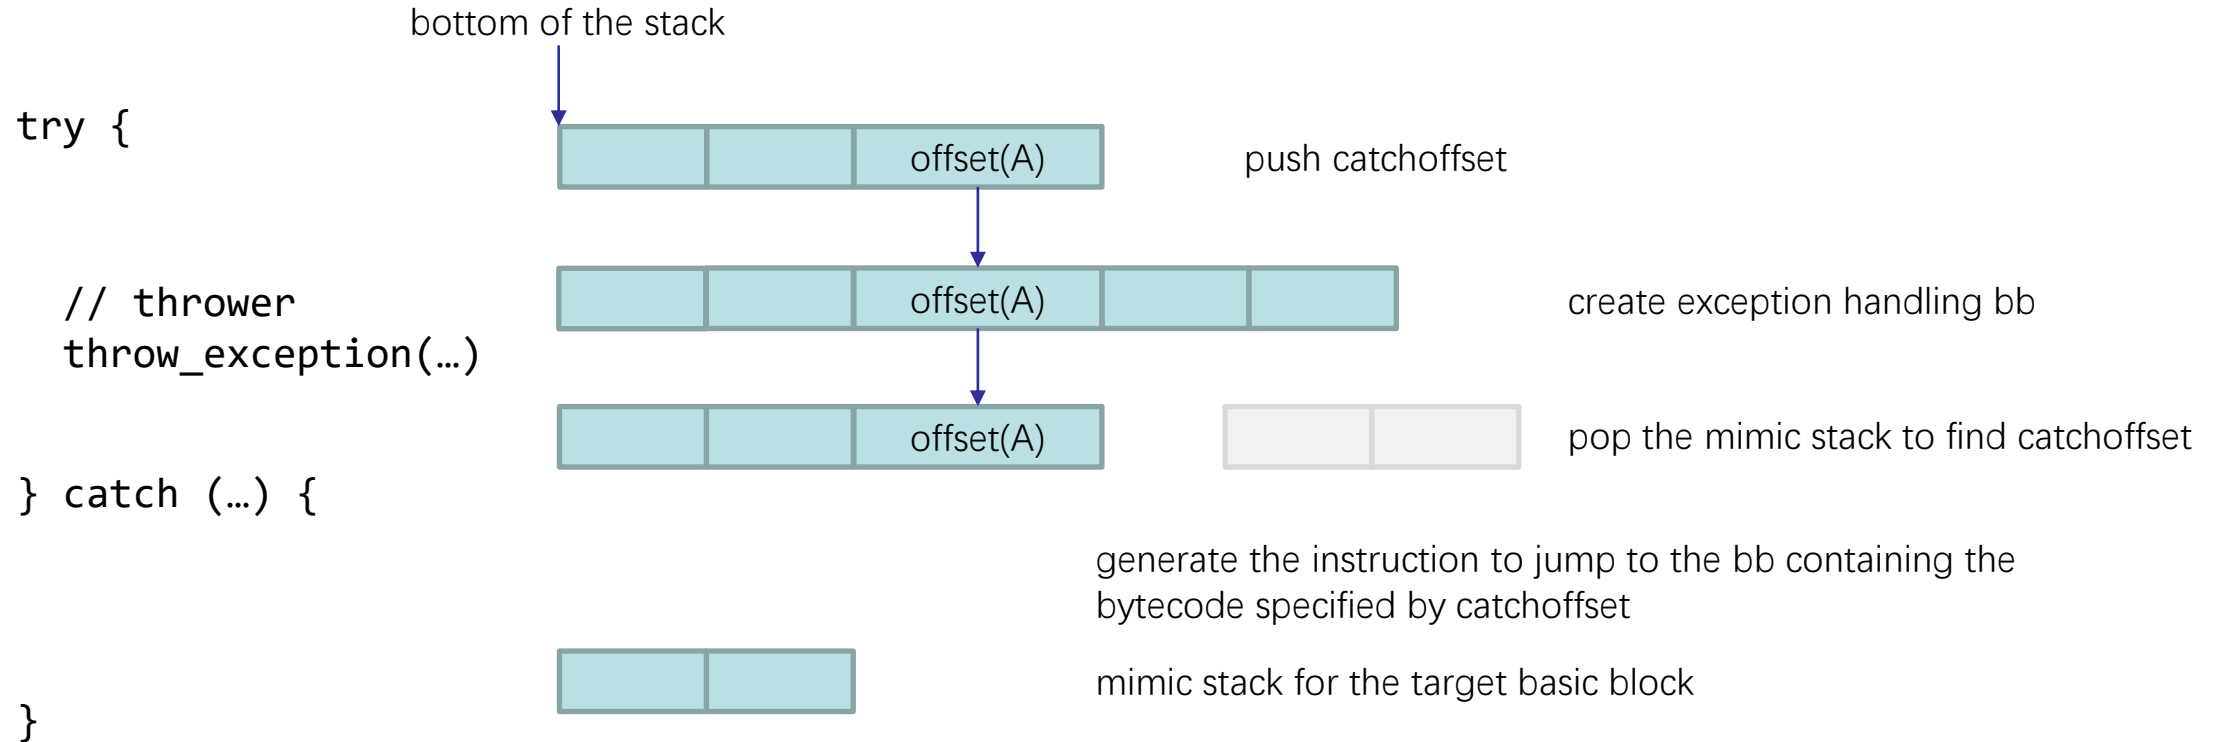 bottom of the stack
try {
offset(A)
push catchoffset
// thrower
throw_exception(…)
offset(A)
create exception handling bb
offset(A)
pop the mimic stack to find catchoffset
} catch (…) {
generate the instruction to jump to the bb containing the
bytecode specified by catchoffset
mimic stack for the target basic block
}